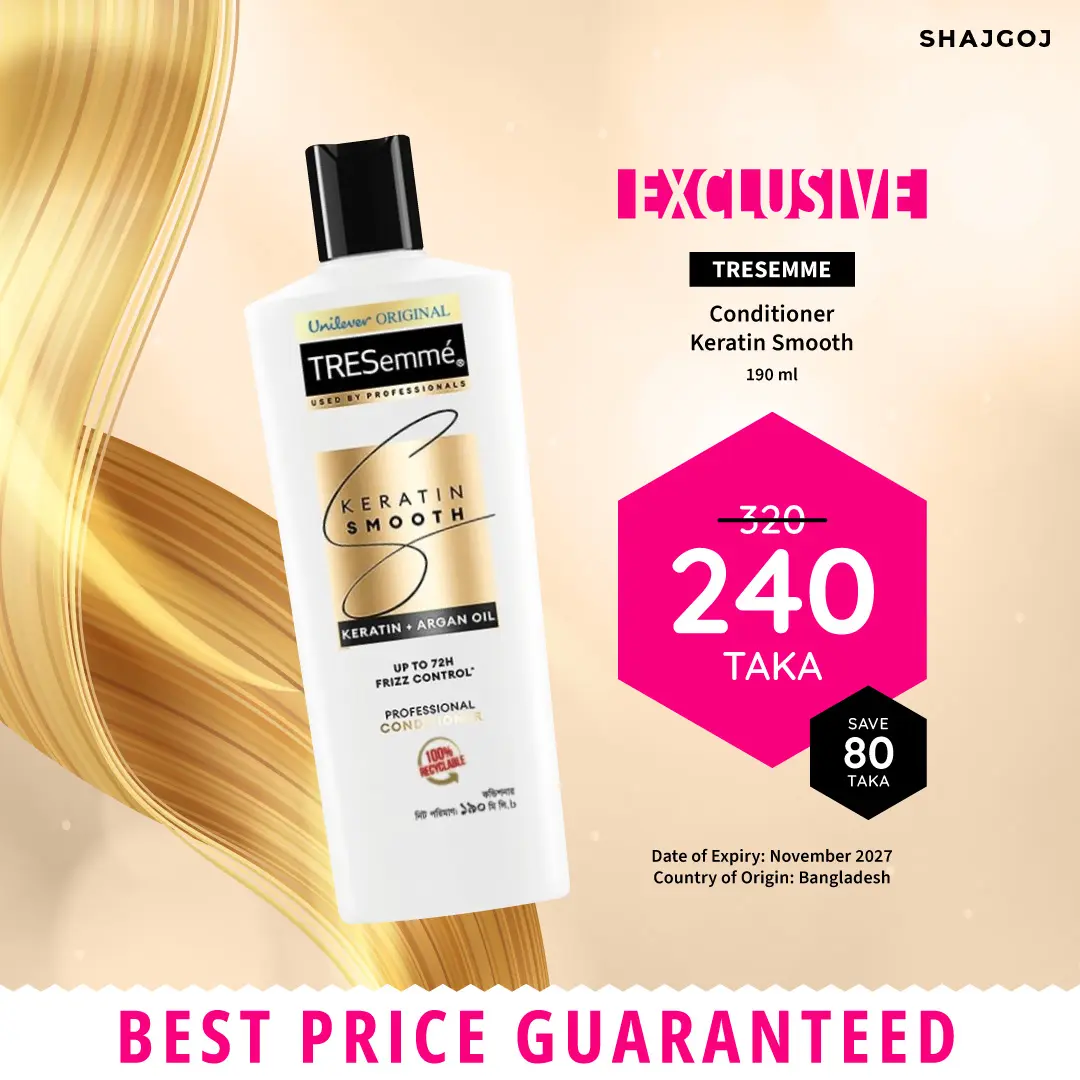 SHAJGOJ
EXCLUSIVE
TRESEMME
Conditioner
Keratin Smooth
190 ml
320
240
TAKA
SAVE
80
TAKA
Date of Expiry: November 2027
Country of Origin: Bangladesh
Unilever ORIGINAL
TRESemmé®
USED BY PROFESSIONALS
KERATIN
SMOOTH
KERATIN + ARGAN OIL
UP TO 72H
FRIZZ CONTROL*
PROFESSIONAL
CONDITIONER
100%
RECYCLABLE
কন্ডিশনার
নিট পরিমাণ: ১৯০ মি লি.
BEST PRICE GUARANTEED